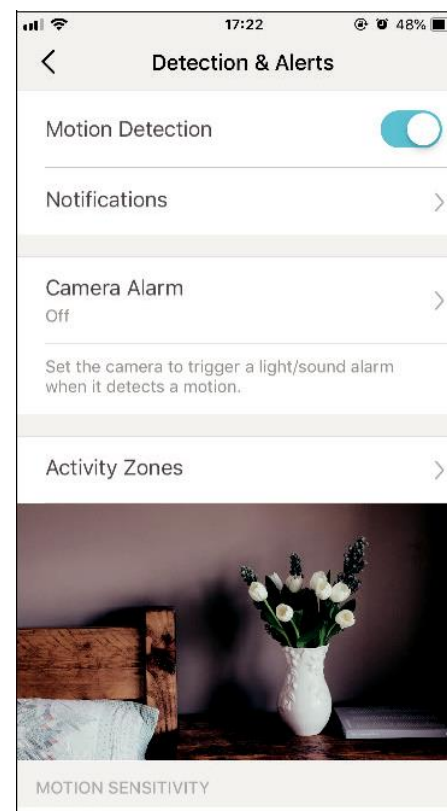 17:22
48%
Detection & Alerts
Motion Detection
Notifications
Camera Alarm
Off
Set the camera to trigger a light/sound alarm
when it detects a motion.
Activity Zones
MOTION SENSITIVITY